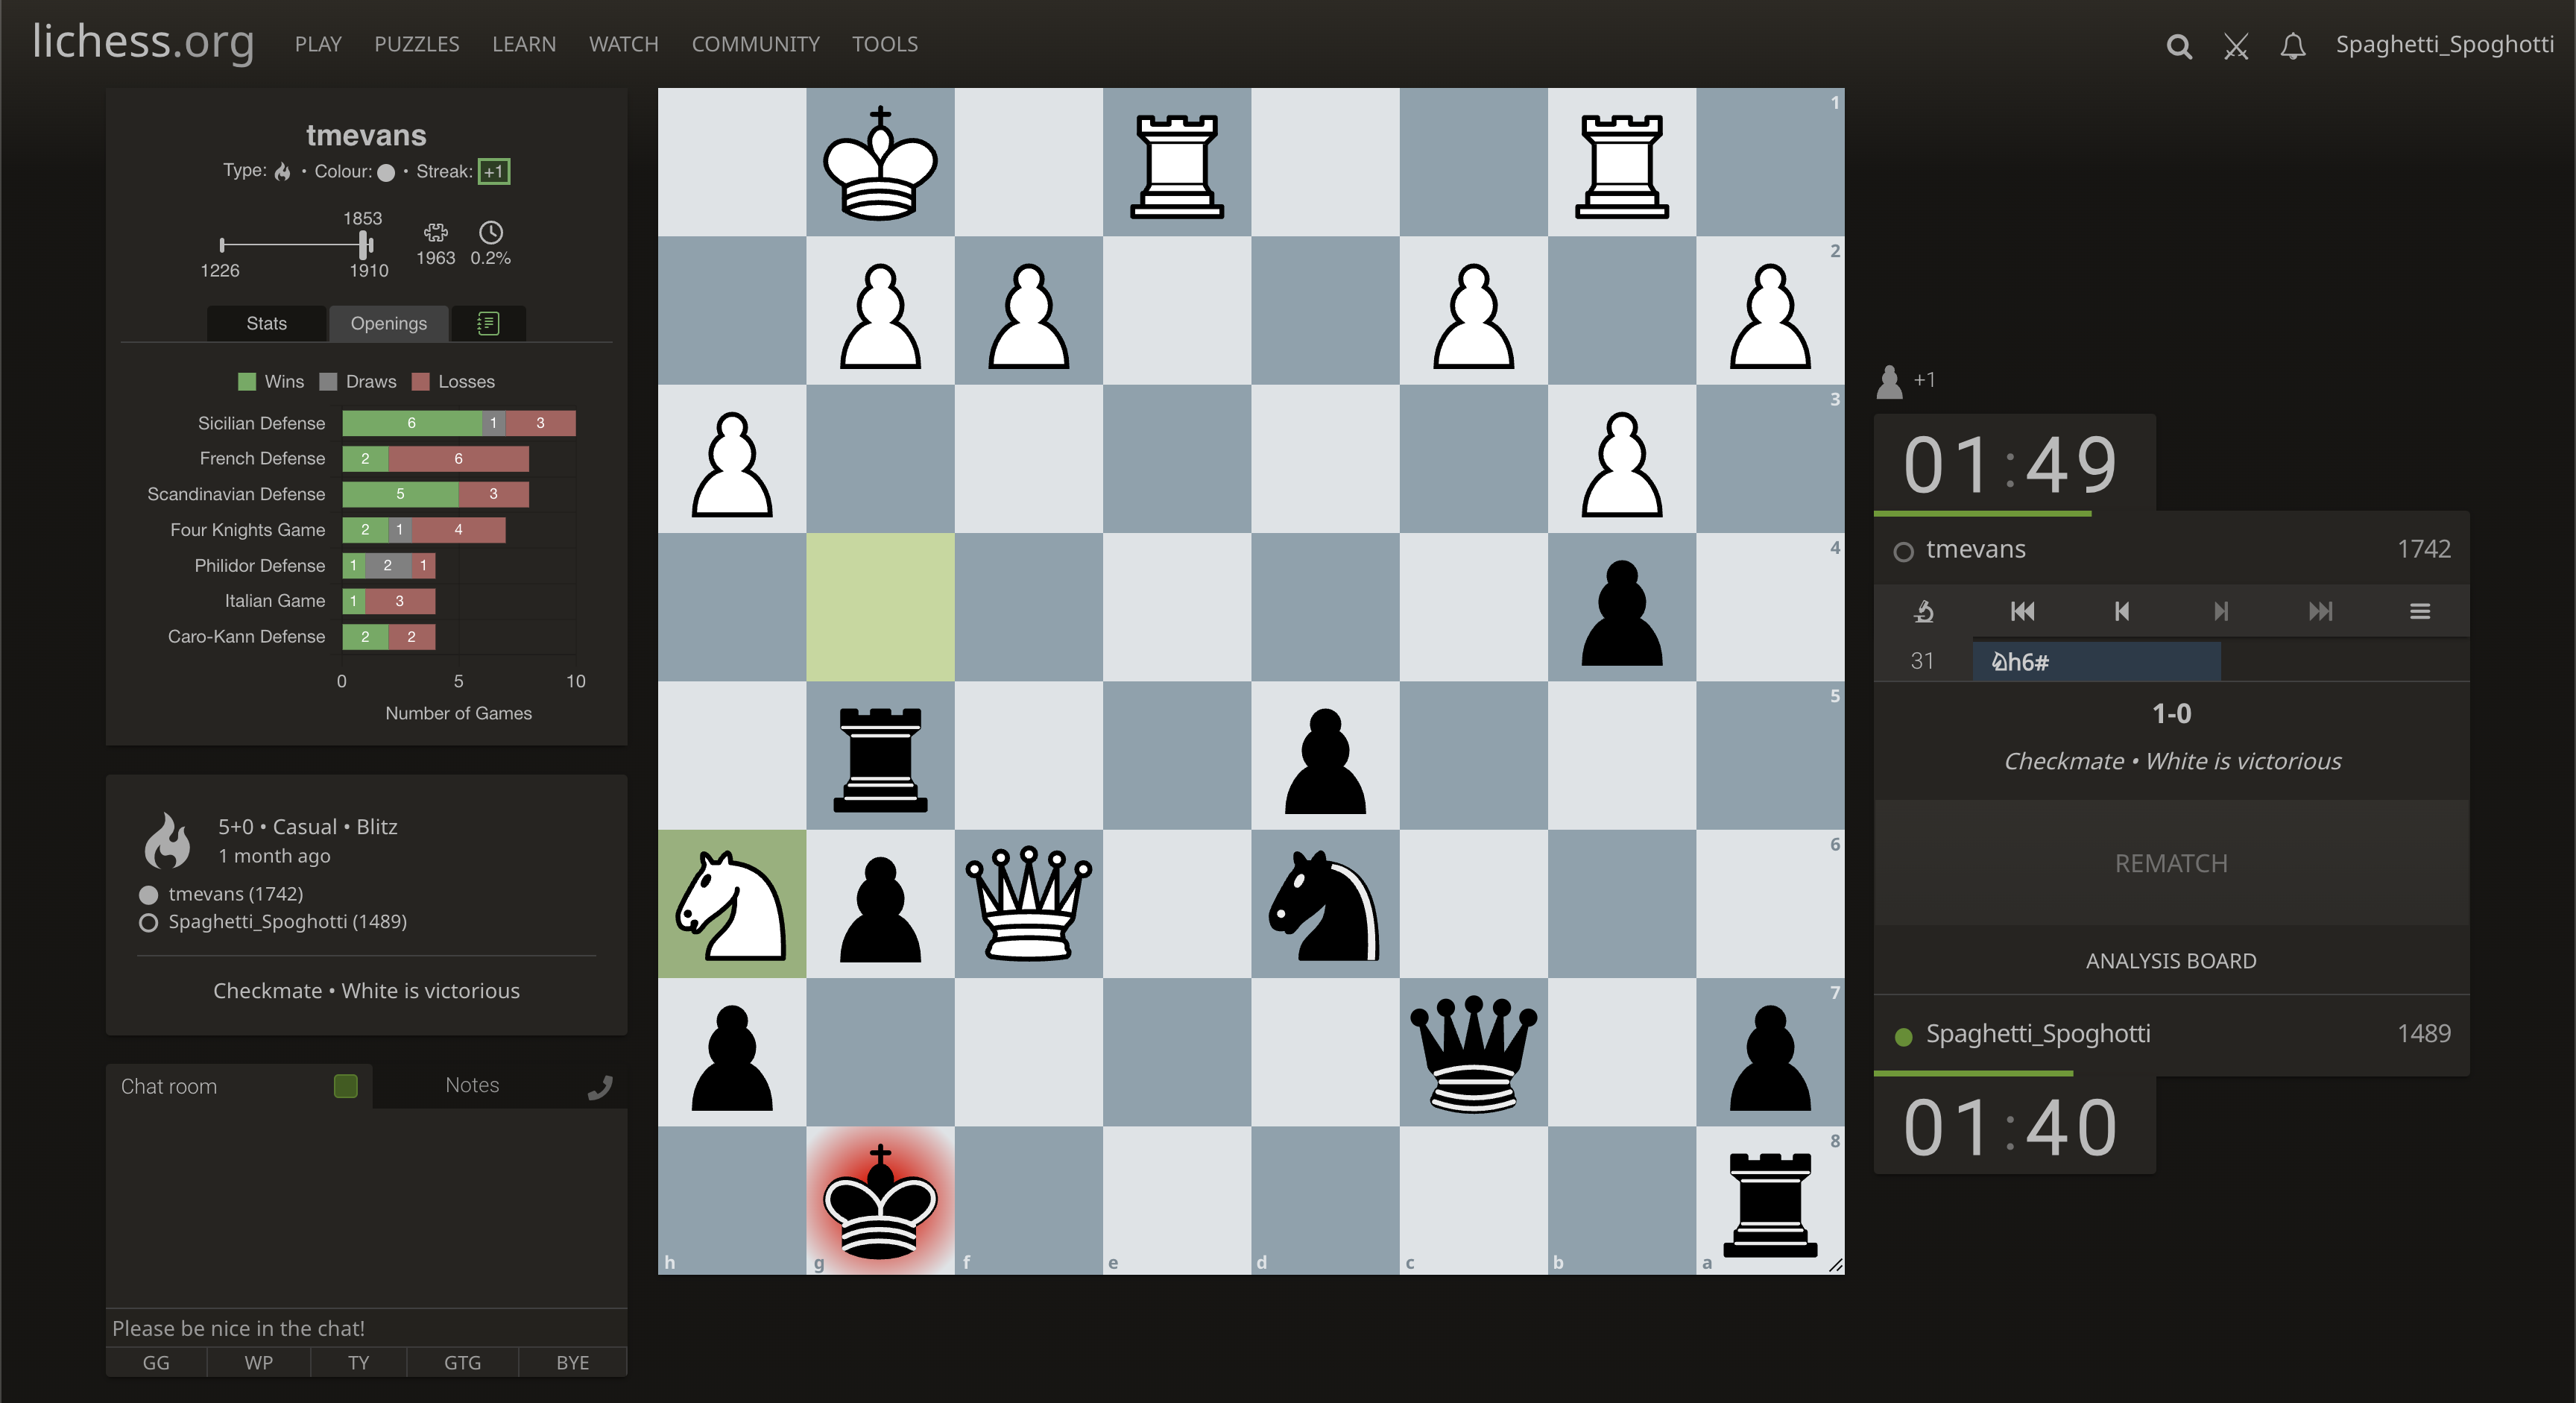 lichess.org PLAY PUZZLES LEARN WATCH COMMUNITY TOOLS Spaghetti_Spoghotti
tmevans
Type: • Colour: • Streak: +1
1853
1226 1910 1963 0.2%
Stats Openings
Wins Draws Losses
Sicilian Defense 6 1 3
French Defense 2 6
Scandinavian Defense 5 3
Four Knights Game 2 1 4
Philidor Defense 1 2 1
Italian Game 1 3
Caro-Kann Defense 2 2
0 5 10
Number of Games
5+0 • Casual • Blitz
1 month ago
tmevans (1742)
Spaghetti_Spoghotti (1489)
Checkmate • White is victorious
Chat room Notes
Please be nice in the chat!
GG WP TY GTG BYE
1
2
3
4
5
6
7
8
h g f e d c b a
+1
01:49
tmevans 1742
31 ♘h6#
1-0
Checkmate • White is victorious
REMATCH
ANALYSIS BOARD
Spaghetti_Spoghotti 1489
01:40